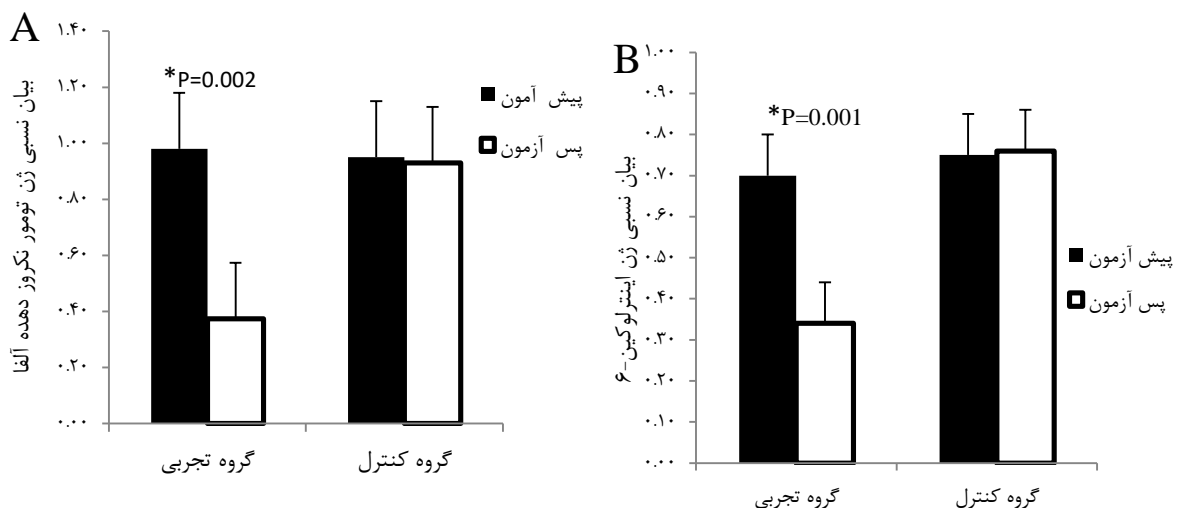 A
بیان نسبی ژن تومور نکروز دهنده آلفا
۱.۴۰
۱.۲۰
۱.۰۰
۰.۸۰
۰.۶۰
۰.۴۰
۰.۲۰
۰.۰۰
*P=0.002
پیش آمون
پس آزمون
گروه تجربی
گروه کنترل
B
بیان نسبی ژن اینترلوکین-۶
۱.۰۰
۰.۹۰
۰.۸۰
۰.۷۰
۰.۶۰
۰.۵۰
۰.۴۰
۰.۳۰
۰.۲۰
۰.۱۰
۰.۰۰
*P=0.001
پیش آزمون
پس آزمون
گروه تجربی
گروه کنترل